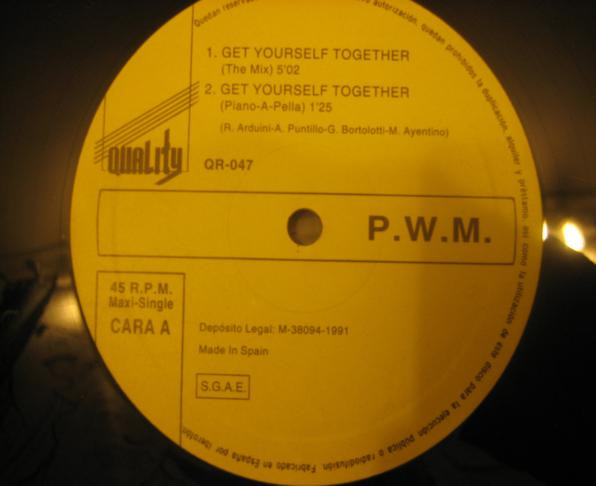 1. GET YOURSELF TOGETHER
(The Mix) 5'02
2. GET YOURSELF TOGETHER
(Piano-A-Pella) 1'25
(R. Arduini-A. Puntillo-G. Bortolotti-M. Ayentino)
QUALITY
QR-047
P.W.M.
45 R.P.M.
Maxi-Single
CARA A
Depósito Legal: M-38094-1991
Made In Spain
S.G.A.E.
autorización, quedan prohibidos la duplicación, alquiler y préstamo, así como la utilización de este disco para la ejecución pública o radiodifusión. Fabricado en España por Iberofón